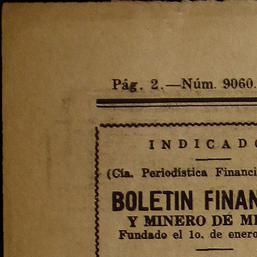 Pág. 2.—Núm. 9060.
INDICADO
(Cía. Periodística Financi
BOLETIN FINAN
Y MINERO DE ME
Fundado el 1o. de enero